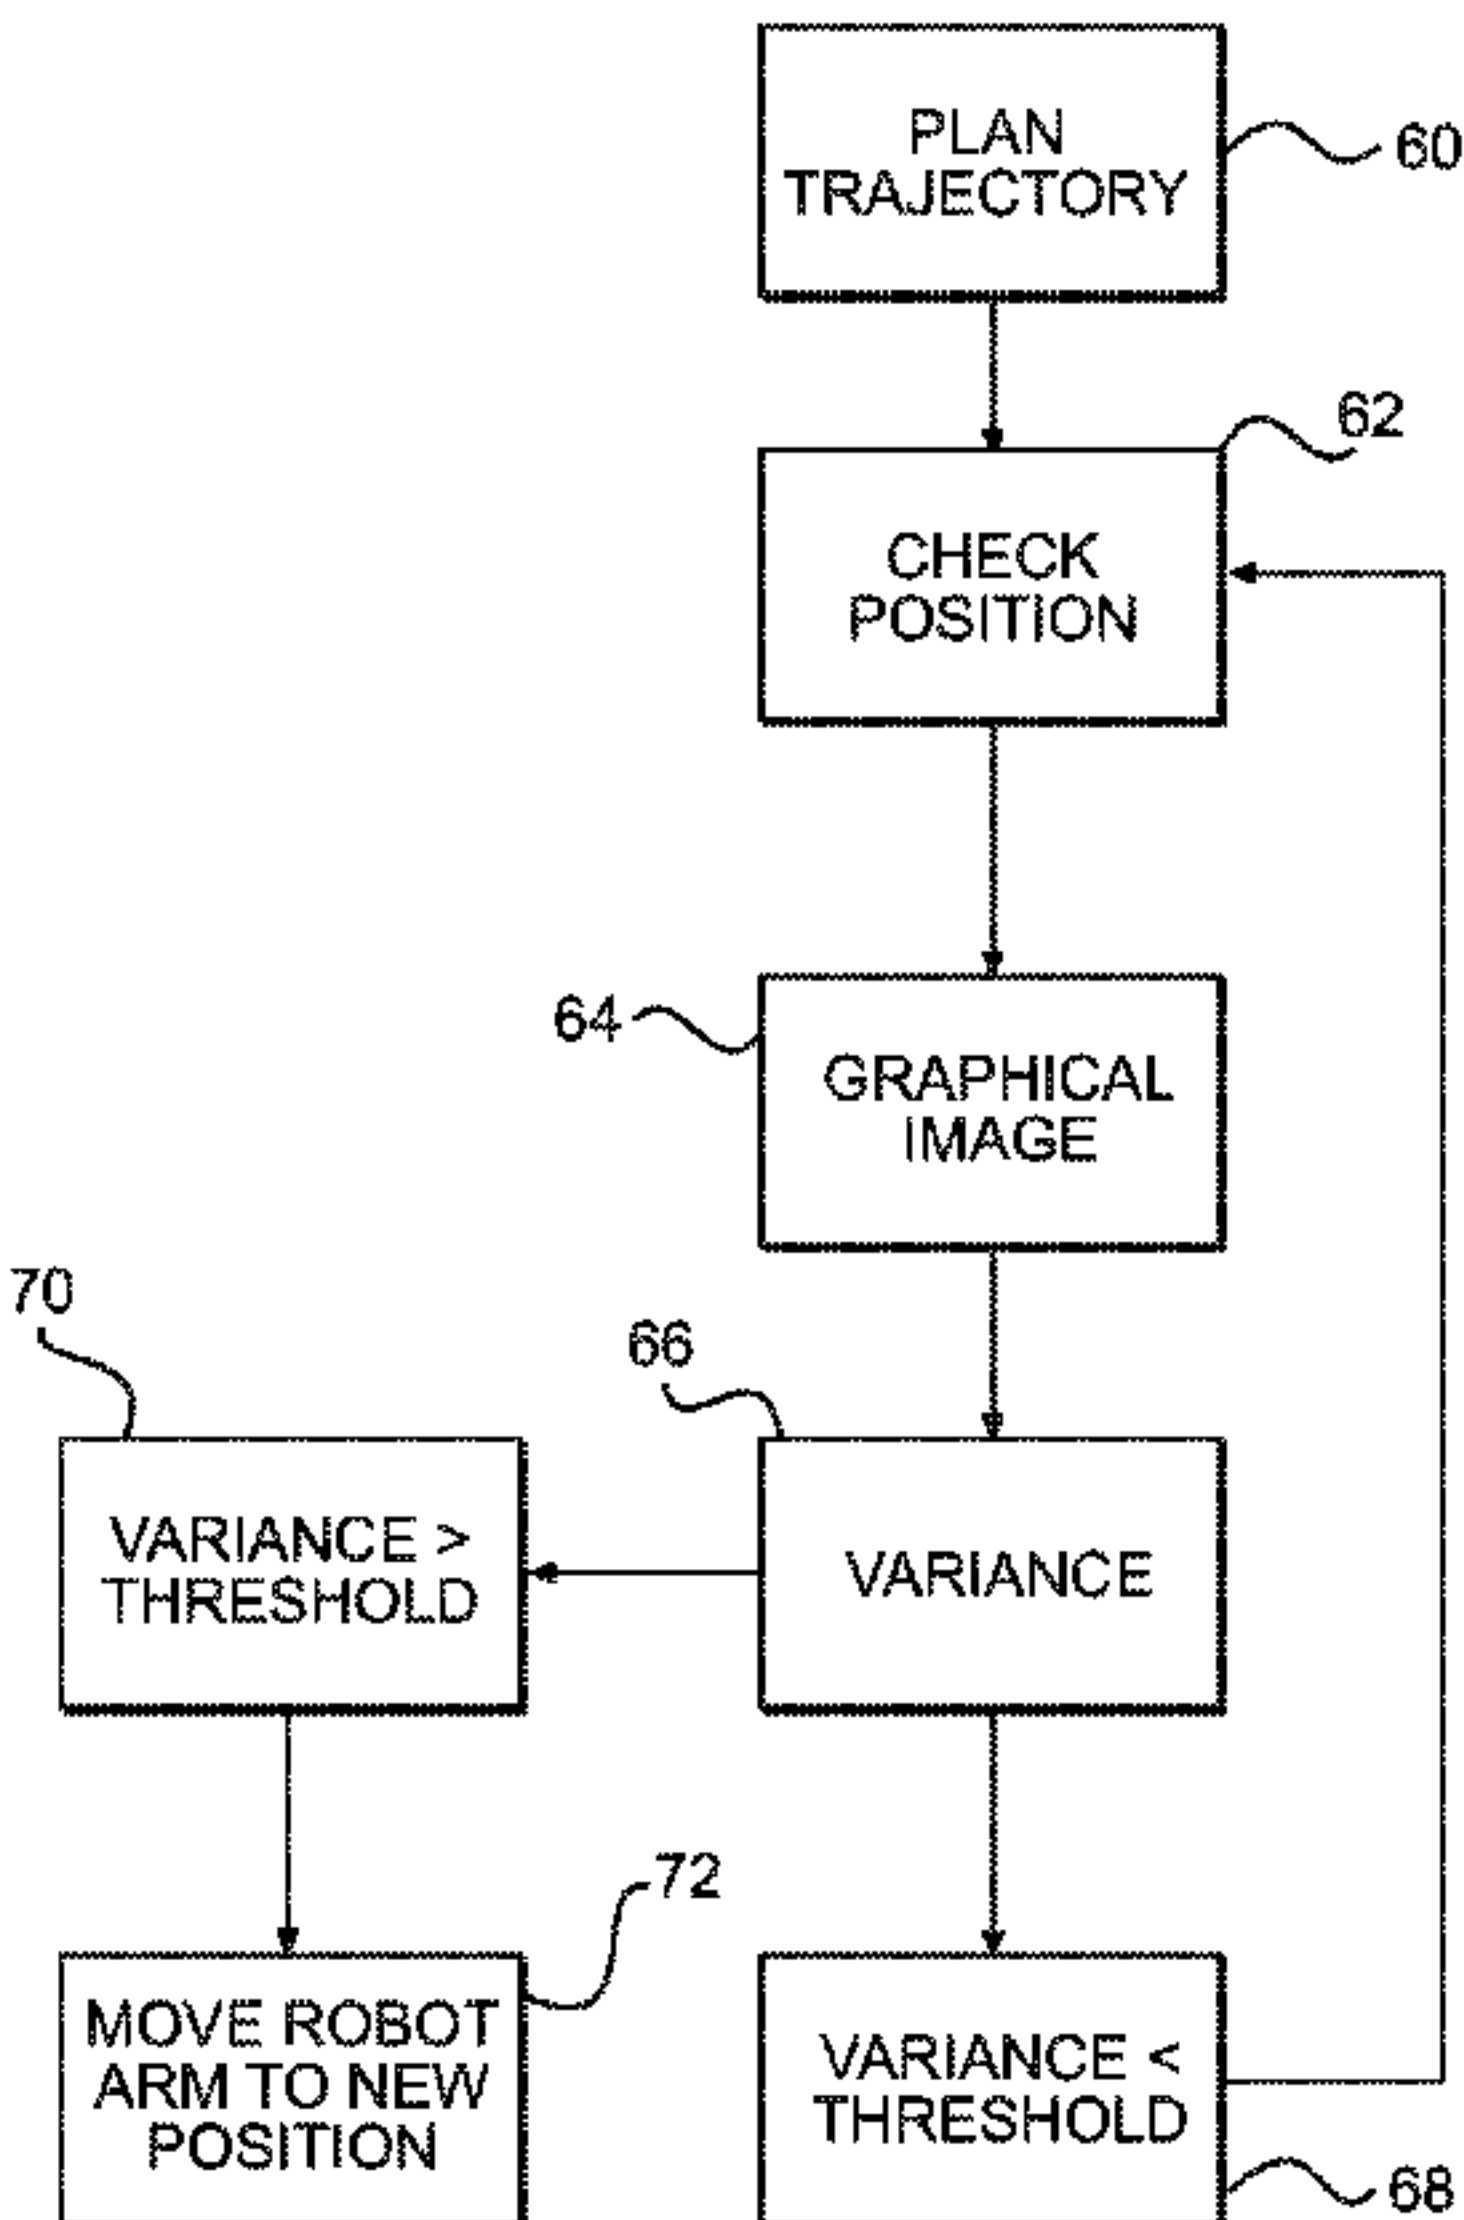 PLAN
TRAJECTORY
60
62
CHECK
POSITION
64
GRAPHICAL
IMAGE
70
66
VARIANCE >
THRESHOLD
VARIANCE
72
MOVE ROBOT
ARM TO NEW
POSITION
VARIANCE <
THRESHOLD
68